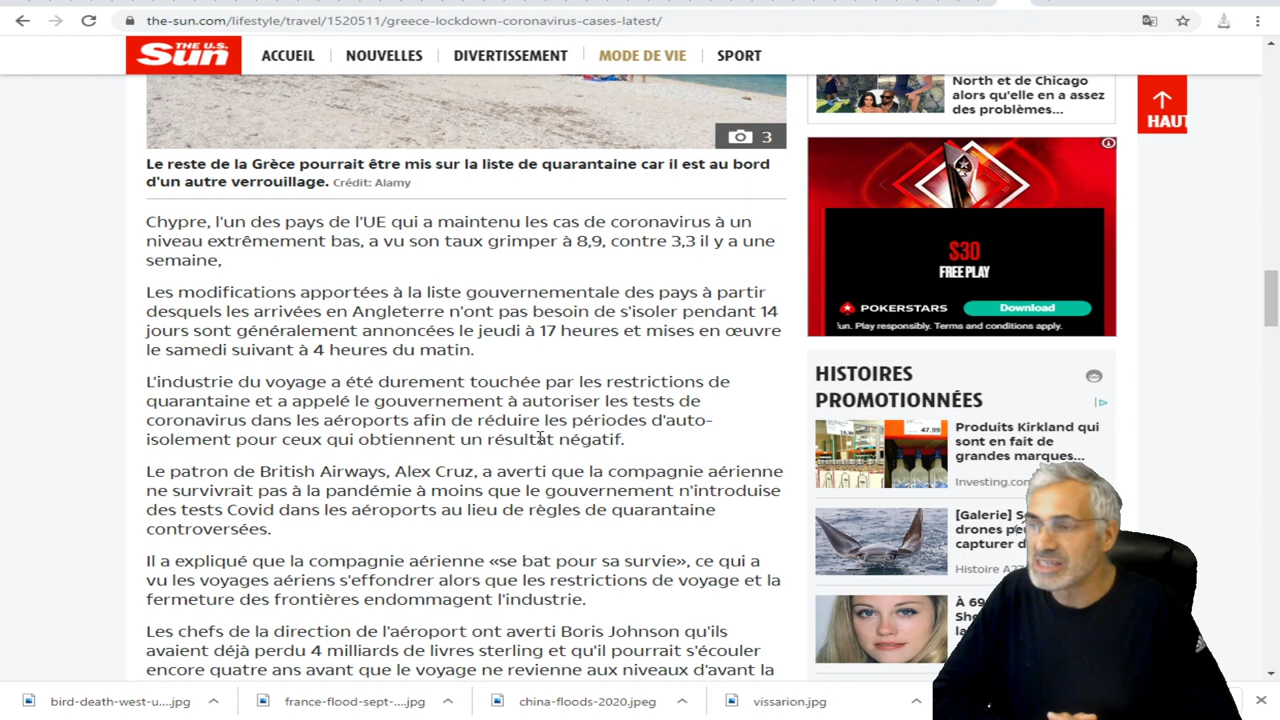 the-sun.com/lifestyle/travel/1520511/greece-lockdown-coronavirus-cases-latest/
THE U.S. Sun
ACCUEIL
NOUVELLES
DIVERTISSEMENT
MODE DE VIE
SPORT
3
Le reste de la Grèce pourrait être mis sur la liste de quarantaine car il est au bord
d'un autre verrouillage. Crédit: Alamy
Chypre, l'un des pays de l'UE qui a maintenu les cas de coronavirus à un
niveau extrêmement bas, a vu son taux grimper à 8,9, contre 3,3 il y a une
semaine,
Les modifications apportées à la liste gouvernementale des pays à partir
desquels les arrivées en Angleterre n'ont pas besoin de s'isoler pendant 14
jours sont généralement annoncées le jeudi à 17 heures et mises en œuvre
le samedi suivant à 4 heures du matin.
L'industrie du voyage a été durement touchée par les restrictions de
quarantaine et a appelé le gouvernement à autoriser les tests de
coronavirus dans les aéroports afin de réduire les périodes d'auto-
isolement pour ceux qui obtiennent un résultat négatif.
Le patron de British Airways, Alex Cruz, a averti que la compagnie aérienne
ne survivrait pas à la pandémie à moins que le gouvernement n'introduise
des tests Covid dans les aéroports au lieu de règles de quarantaine
controversées.
Il a expliqué que la compagnie aérienne «se bat pour sa survie», ce qui a
vu les voyages aériens s'effondrer alors que les restrictions de voyage et la
fermeture des frontières endommagent l'industrie.
Les chefs de la direction de l'aéroport ont averti Boris Johnson qu'ils
avaient déjà perdu 4 milliards de livres sterling et qu'il pourrait s'écouler
encore quatre ans avant que le voyage ne revienne aux niveaux d'avant la
North et de Chicago
alors qu'elle en a assez
des problèmes...
HAUT
$30
FREE PLAY
POKERSTARS
Download
Play responsibly. Terms and conditions apply.
HISTOIRES
PROMOTIONNÉES
47.99
Produits Kirkland qui
sont en fait de
grandes marques...
Investing.com
[Galerie]
drones
capturer
Histoire
À 69
bird-death-west-u....jpg
france-flood-sept-....jpg
china-floods-2020.jpeg
vissarion.jpg